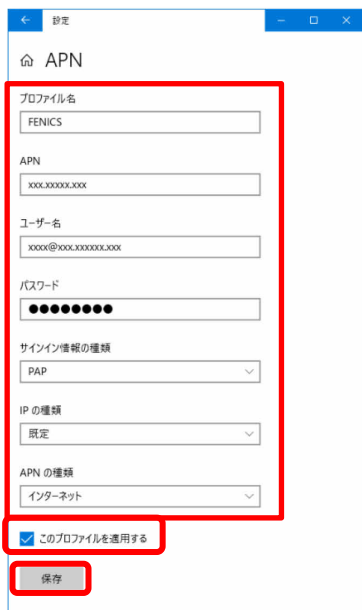 設定
APN
プロファイル名
FENICS
APN
xxx.xxxxx.xxx
ユーザー名
xxxx@xxx.xxxxxx.xxx
パスワード
●●●●●●●●
サインイン情報の種類
PAP
IP の種類
既定
APN の種類
インターネット
このプロファイルを適用する
保存